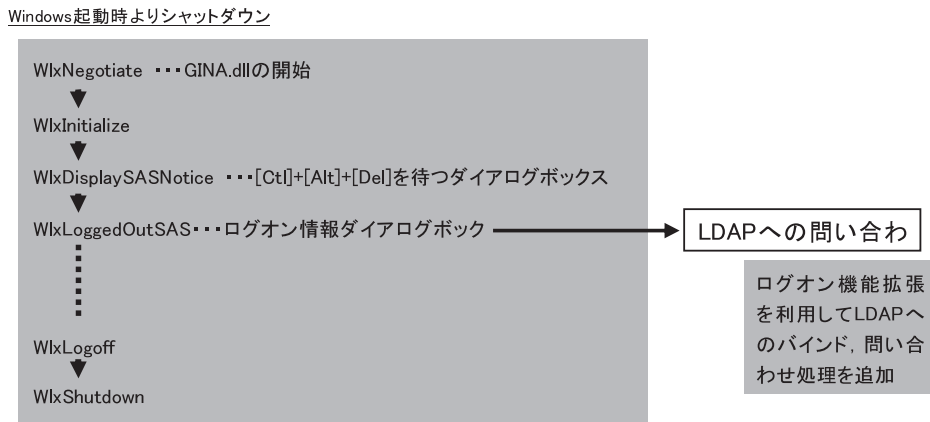 Windows起動時よりシャットダウン
WlxNegotiate ・・・GINA.dllの開始
WlxInitialize
WlxDisplaySASNotice ・・・[Ctl]+[Alt]+[Del]を待つダイアログボックス
WlxLoggedOutSAS・・・ログオン情報ダイアログボック
LDAPへの問い合わ
ログオン機能拡張
を利用してLDAPへ
のバインド，問い合
わせ処理を追加
WlxLogoff
WlxShutdown